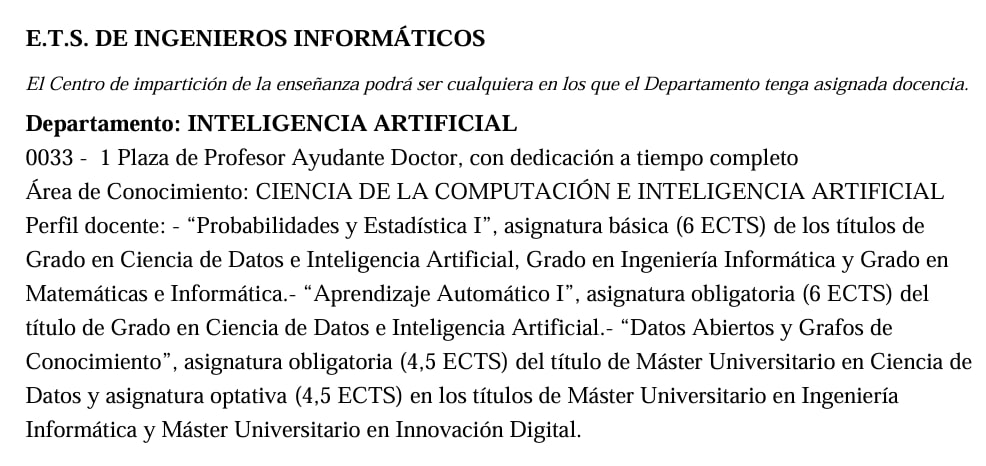 E.T.S. DE INGENIEROS INFORMÁTICOS
El Centro de impartición de la enseñanza podrá ser cualquiera en los que el Departamento tenga asignada docencia.
Departamento: INTELIGENCIA ARTIFICIAL
0033 - 1 Plaza de Profesor Ayudante Doctor, con dedicación a tiempo completo
Área de Conocimiento: CIENCIA DE LA COMPUTACIÓN E INTELIGENCIA ARTIFICIAL
Perfil docente: - “Probabilidades y Estadística I”, asignatura básica (6 ECTS) de los títulos de
Grado en Ciencia de Datos e Inteligencia Artificial, Grado en Ingeniería Informática y Grado en
Matemáticas e Informática.- “Aprendizaje Automático I”, asignatura obligatoria (6 ECTS) del
título de Grado en Ciencia de Datos e Inteligencia Artificial.- “Datos Abiertos y Grafos de
Conocimiento”, asignatura obligatoria (4,5 ECTS) del título de Máster Universitario en Ciencia de
Datos y asignatura optativa (4,5 ECTS) en los títulos de Máster Universitario en Ingeniería
Informática y Máster Universitario en Innovación Digital.